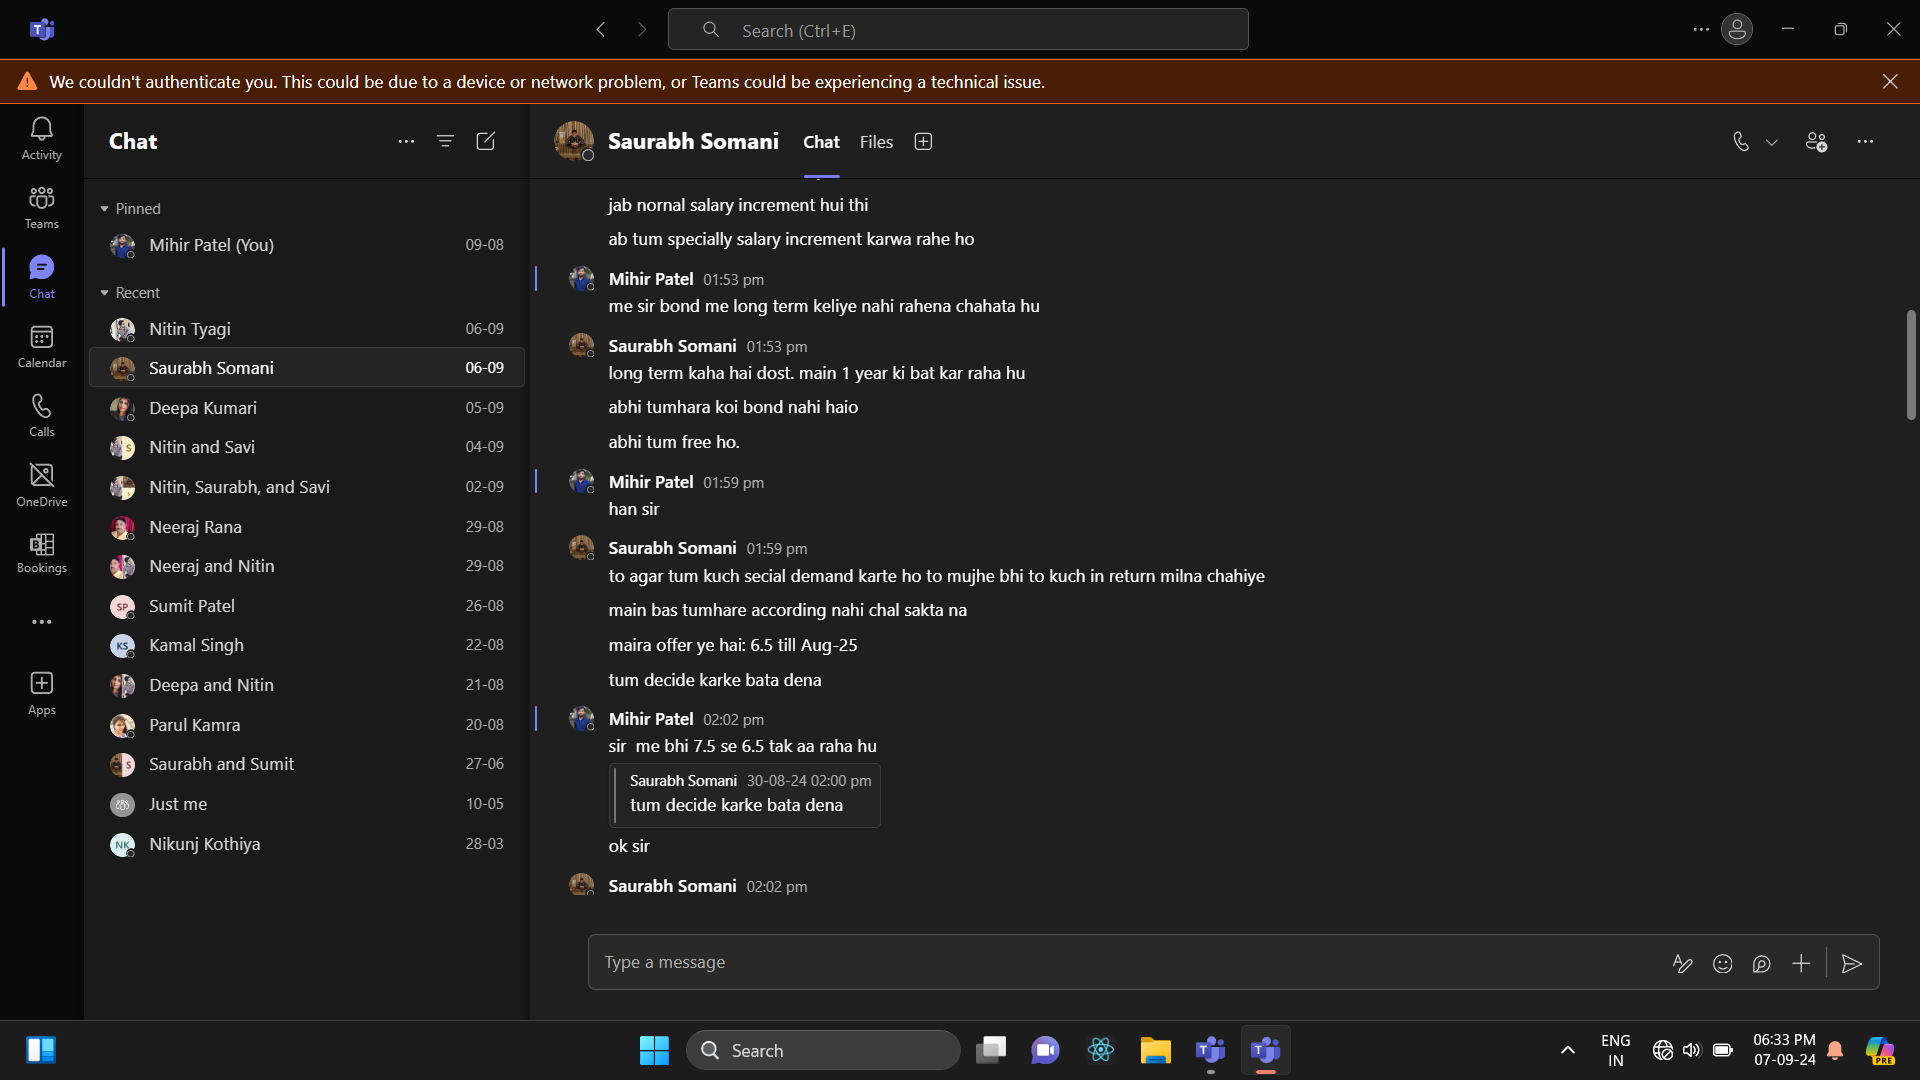 Search (Ctrl+E)
We couldn't authenticate you. This could be due to a device or network problem, or Teams could be experiencing a technical issue.
Activity
Teams
Chat
Calendar
Calls
OneDrive
Bookings
Apps
Chat
Pinned
Mihir Patel (You) 09-08
Recent
Nitin Tyagi 06-09
Saurabh Somani 06-09
Deepa Kumari 05-09
S
Nitin and Savi 04-09
Nitin, Saurabh, and Savi 02-09
Neeraj Rana 29-08
Neeraj and Nitin 29-08
SP Sumit Patel 26-08
KS Kamal Singh 22-08
Deepa and Nitin 21-08
Parul Kamra 20-08
S Saurabh and Sumit 27-06
Just me 10-05
NK Nikunj Kothiya 28-03
Saurabh Somani Chat Files
jab nornal salary increment hui thi
ab tum specially salary increment karwa rahe ho
Mihir Patel 01:53 pm
me sir bond me long term keliye nahi rahena chahata hu
Saurabh Somani 01:53 pm
long term kaha hai dost. main 1 year ki bat kar raha hu
abhi tumhara koi bond nahi haio
abhi tum free ho.
Mihir Patel 01:59 pm
han sir
Saurabh Somani 01:59 pm
to agar tum kuch secial demand karte ho to mujhe bhi to kuch in return milna chahiye
main bas tumhare according nahi chal sakta na
maira offer ye hai: 6.5 till Aug-25
tum decide karke bata dena
Mihir Patel 02:02 pm
sir me bhi 7.5 se 6.5 tak aa raha hu
Saurabh Somani 30-08-24 02:00 pm
tum decide karke bata dena
ok sir
Saurabh Somani 02:02 pm
Type a message
Search
ENG
IN
06:33 PM
07-09-24
PRE